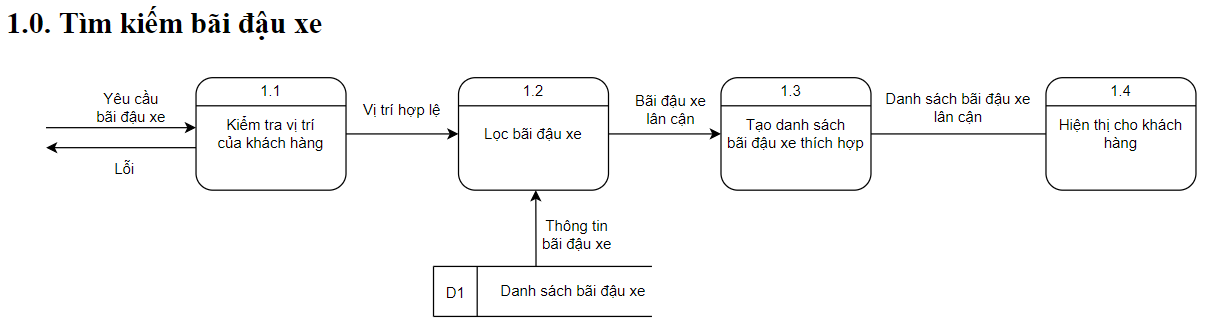 1.0. Tìm kiếm bãi đậu xe
Yêu cầu
bãi đậu xe
Lỗi
1.1
Kiểm tra vị trí
của khách hàng
Vị trí hợp lệ
1.2
Lọc bãi đậu xe
Bãi đậu xe
lân cận
1.3
Tạo danh sách
bãi đậu xe thích hợp
Danh sách bãi đậu xe
lân cận
1.4
Hiện thị cho khách
hàng
Thông tin
bãi đậu xe
D1
Danh sách bãi đậu xe